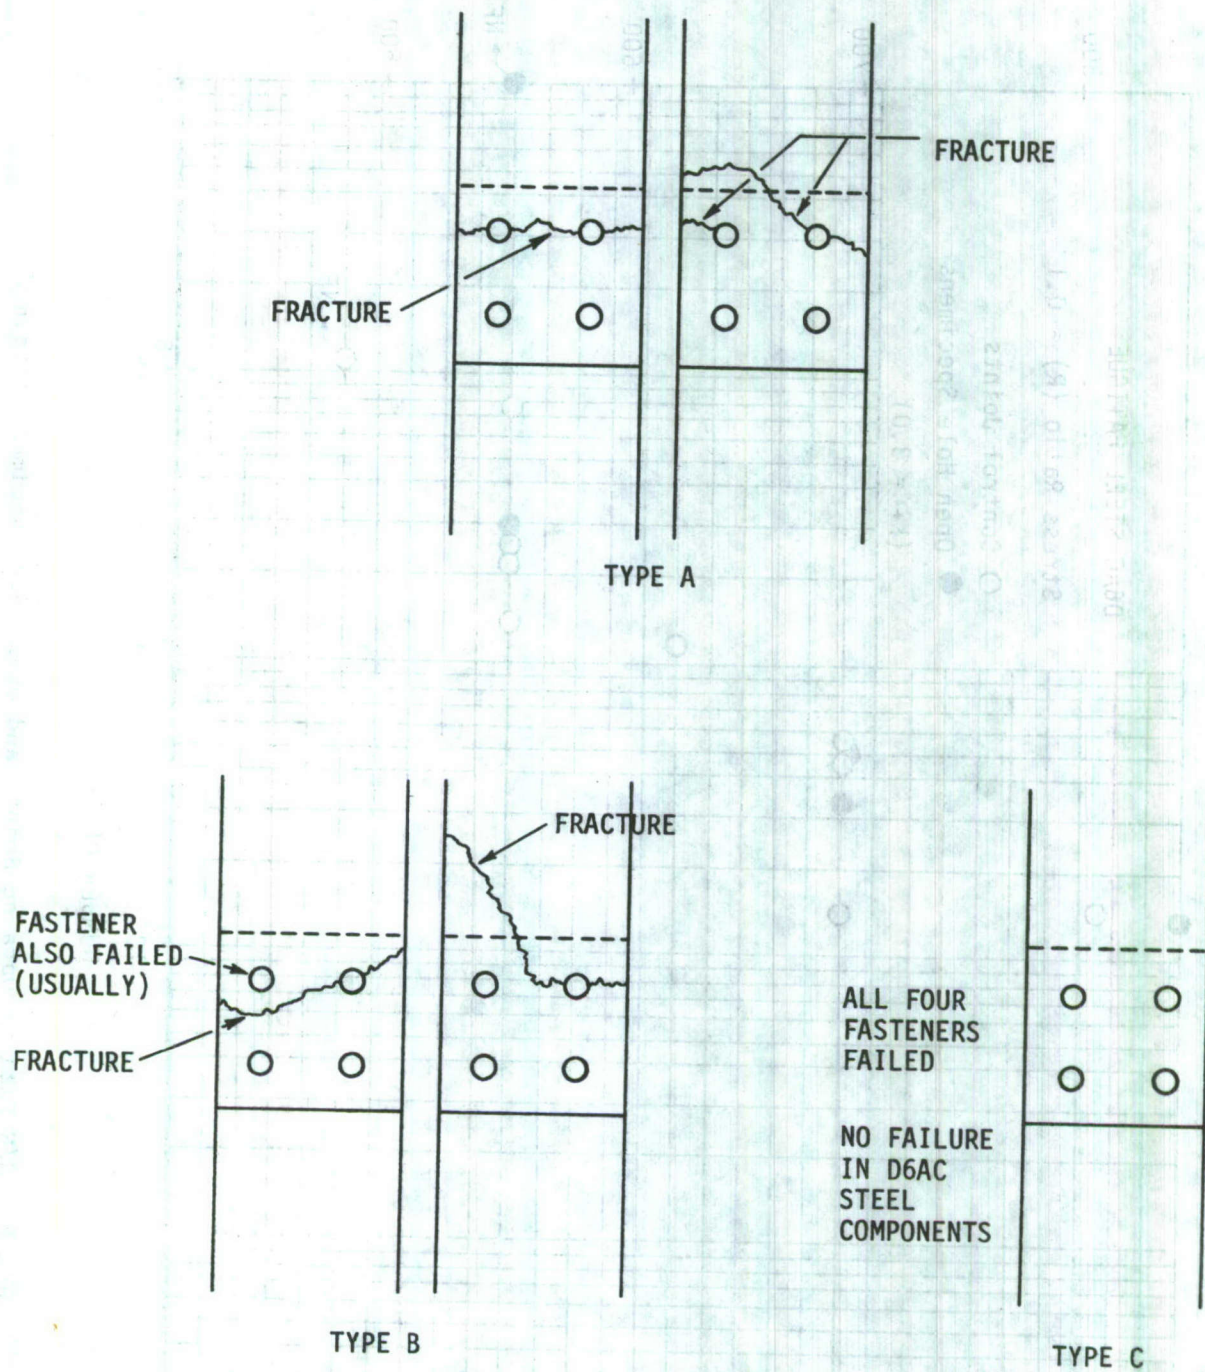 FRACTURE
FRACTURE
TYPE A
FRACTURE
FASTENER
ALSO FAILED
(USUALLY)
FRACTURE
ALL FOUR
FASTENERS
FAILED
NO FAILURE
IN D6AC
STEEL
COMPONENTS
TYPE B
TYPE C